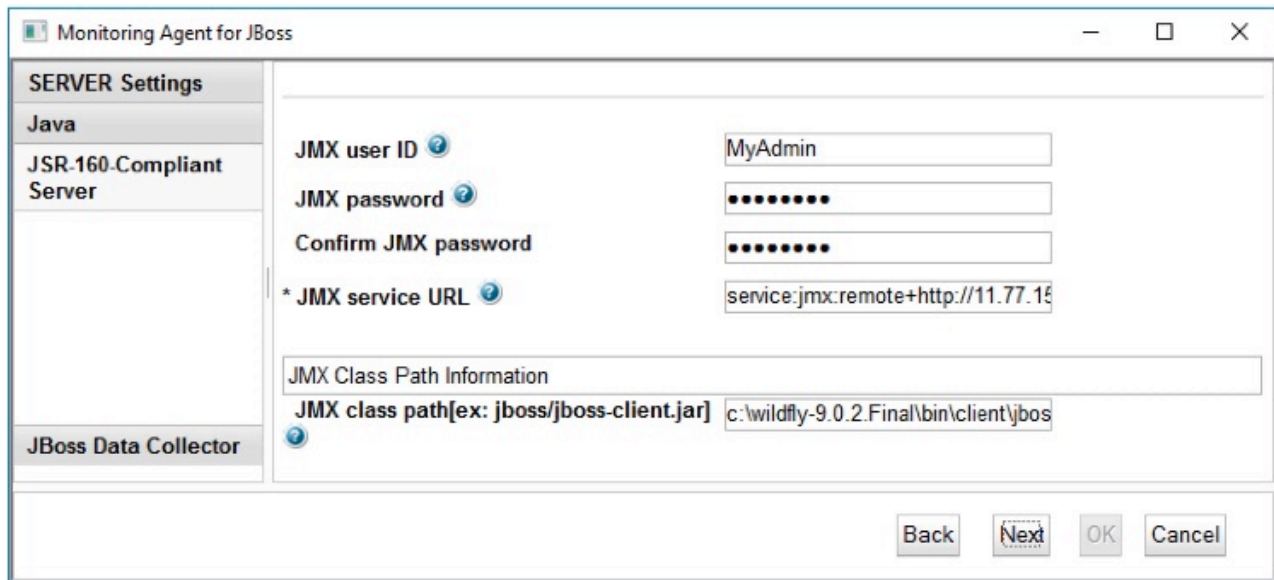 Monitoring Agent for JBoss
SERVER Settings
Java
JSR-160-Compliant
Server
JBoss Data Collector
JMX user ID
MyAdmin
JMX password
••••••••
Confirm JMX password
••••••••
* JMX service URL
service:jmx:remote+http://11.77.15
JMX Class Path Information
JMX class path[ex: jboss/jboss-client.jar]
c:\wildfly-9.0.2.Final\bin\client\jbos
Back
Next
OK
Cancel